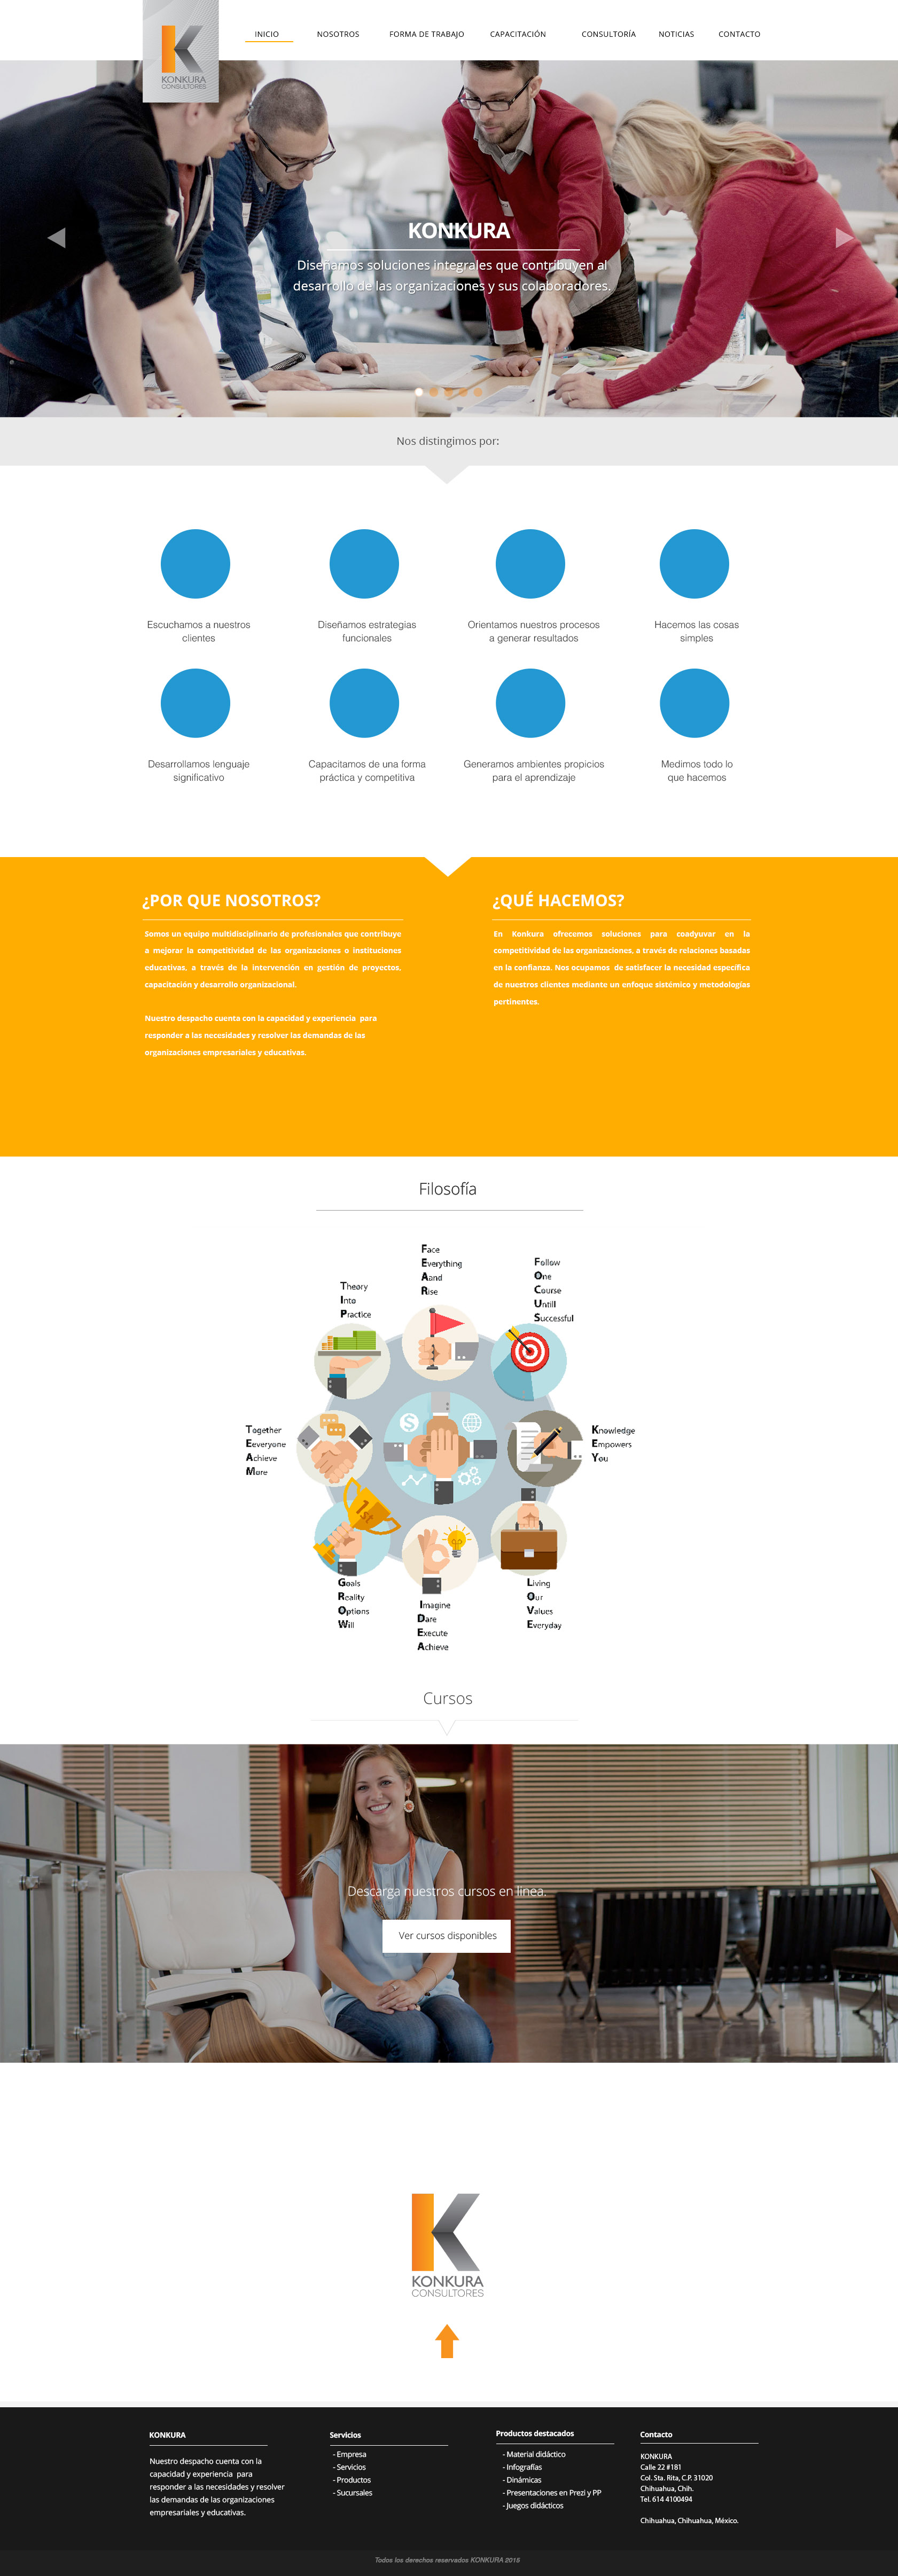 KONKURA
CONSULTORES
INICIO
NOSOTROS
FORMA DE TRABAJO
CAPACITACIÓN
CONSULTORÍA
NOTICIAS
CONTACTO
KONKURA
Diseñamos soluciones integrales que contribuyen al
desarrollo de las organizaciones y sus colaboradores.
Nos distingimos por:
Escuchamos a nuestros
clientes
Diseñamos estrategias
funcionales
Orientamos nuestros procesos
a generar resultados
Hacemos las cosas
simples
Desarrollamos lenguaje
significativo
Capacitamos de una forma
práctica y competitiva
Generamos ambientes propicios
para el aprendizaje
Medimos todo lo
que hacemos
¿POR QUE NOSOTROS?
Somos un equipo multidisciplinario de profesionales que contribuye
a mejorar la competitividad de las organizaciones o instituciones
educativas, a través de la intervención en gestión de proyectos,
capacitación y desarrollo organizacional.
Nuestro despacho cuenta con la capacidad y experiencia para
responder a las necesidades y resolver las demandas de las
organizaciones empresariales y educativas.
¿QUÉ HACEMOS?
En Konkura ofrecemos soluciones para coadyuvar en la
competitividad de las organizaciones, a través de relaciones basadas
en la confianza. Nos ocupamos de satisfacer la necesidad específica
de nuestros clientes mediante un enfoque sistémico y metodologías
pertinentes.
Filosofía
Theory
Into
Practice
Face
Everything
Aand
Rise
Follow
One
Course
Untill
Successful
Together
Eeveryone
Achieve
More
Knowledge
Empowers
You
1st
Goals
Reality
Options
Will
Imagine
Dare
Execute
Achieve
Living
Our
Values
Everyday
Cursos
Descarga nuestros cursos en linea.
Ver cursos disponibles
KONKURA
CONSULTORES
KONKURA
Nuestro despacho cuenta con la
capacidad y experiencia para
responder a las necesidades y resolver
las demandas de las organizaciones
empresariales y educativas.
Servicios
- Empresa
- Servicios
- Productos
- Sucursales
Productos destacados
- Material didáctico
- Infografías
- Dinámicas
- Presentaciones en Prezi y PP
- Juegos didácticos
Contacto
KONKURA
Calle 22 #181
Col. Sta. Rita, C.P. 31020
Chihuahua, Chih.
Tel. 614 4100494
Chihuahua, Chihuahua, México.
Todos los derechos reservados KONKURA 2015